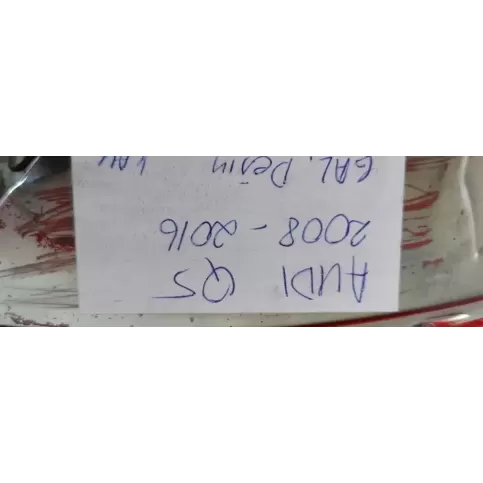 AUDI Q5
2008 - 2016
GAL. Dešin